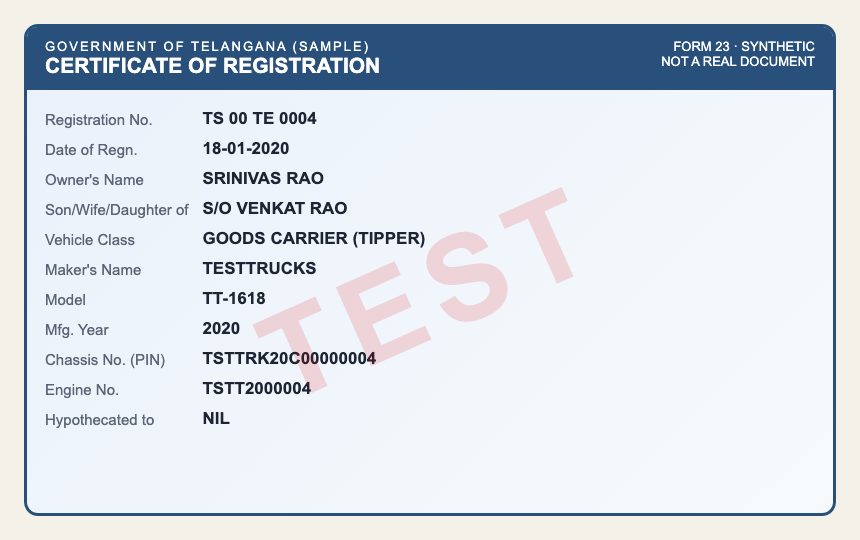 GOVERNMENT OF TELANGANA (SAMPLE)
CERTIFICATE OF REGISTRATION
FORM 23 · SYNTHETIC
NOT A REAL DOCUMENT
Registration No. TS 00 TE 0004
Date of Regn. 18-01-2020
Owner's Name SRINIVAS RAO
Son/Wife/Daughter of S/O VENKAT RAO
Vehicle Class GOODS CARRIER (TIPPER)
Maker's Name TESTTRUCKS
Model TT-1618
Mfg. Year 2020
Chassis No. (PIN) TSTTRK20C00000004
Engine No. TSTT2000004
Hypothecated to NIL
TEST